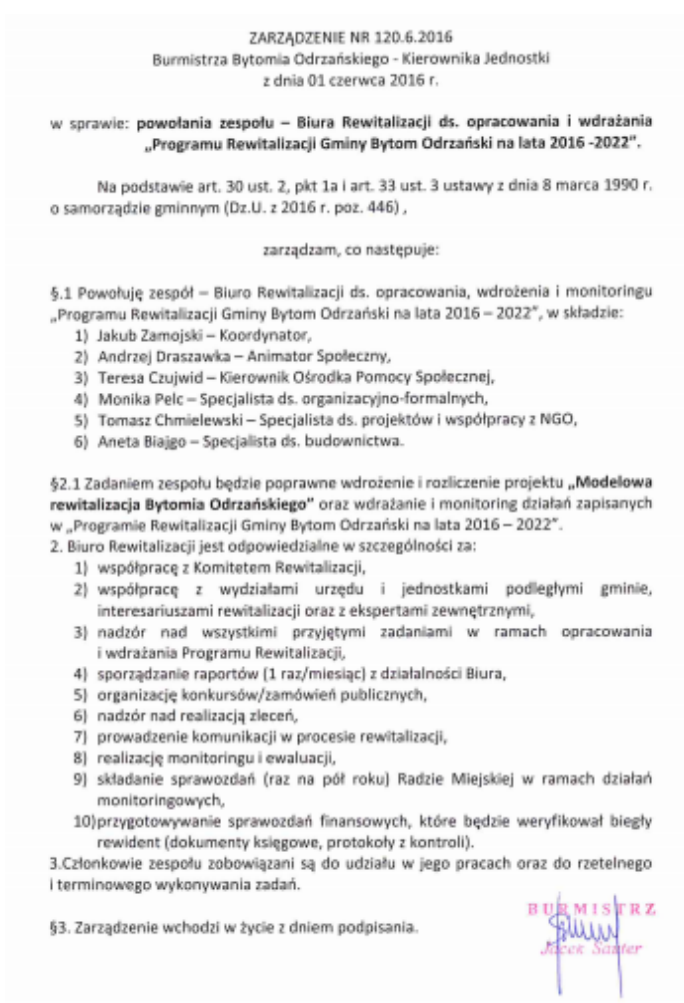 ZARZĄDZENIE NR 120.6.2016
Burmistrza Bytomia Odrzańskiego - Kierownika Jednostki
z dnia 01 czerwca 2016 r.
w sprawie: powołania zespołu – Biura Rewitalizacji ds. opracowania i wdrażania
„Programu Rewitalizacji Gminy Bytom Odrzański na lata 2016 -2022”.
Na podstawie art. 30 ust. 2, pkt 1a i art. 33 ust. 3 ustawy z dnia 8 marca 1990 r.
o samorządzie gminnym (Dz.U. z 2016 r. poz. 446) ,
zarządzam, co następuje:
§.1 Powołuję zespół – Biuro Rewitalizacji ds. opracowania, wdrożenia i monitoringu
„Programu Rewitalizacji Gminy Bytom Odrzański na lata 2016 – 2022”, w składzie:
1) Jakub Zamojski – Koordynator,
2) Andrzej Draszawka – Animator Społeczny,
3) Teresa Czujwid – Kierownik Ośrodka Pomocy Społecznej,
4) Monika Pelc – Specjalista ds. organizacyjno-formalnych,
5) Tomasz Chmielewski – Specjalista ds. projektów i współpracy z NGO,
6) Aneta Biajgo – Specjalista ds. budownictwa.
§2.1 Zadaniem zespołu będzie poprawne wdrożenie i rozliczenie projektu „Modelowa
rewitalizacja Bytomia Odrzańskiego” oraz wdrażanie i monitoring działań zapisanych
w „Programie Rewitalizacji Gminy Bytom Odrzański na lata 2016 – 2022”.
2. Biuro Rewitalizacji jest odpowiedzialne w szczególności za:
1) współpracę z Komitetem Rewitalizacji,
2) współpracę z wydziałami urzędu i jednostkami podległymi gminie,
interesariuszami rewitalizacji oraz z ekspertami zewnętrznymi,
3) nadzór nad wszystkimi przyjętymi zadaniami w ramach opracowania
i wdrażania Programu Rewitalizacji,
4) sporządzanie raportów (1 raz/miesiąc) z działalności Biura,
5) organizację konkursów/zamówień publicznych,
6) nadzór nad realizacją zleceń,
7) prowadzenie komunikacji w procesie rewitalizacji,
8) realizację monitoringu i ewaluacji,
9) składanie sprawozdań (raz na pół roku) Radzie Miejskiej w ramach działań
monitoringowych,
10)przygotowywanie sprawozdań finansowych, które będzie weryfikował biegły
rewident (dokumenty księgowe, protokoły z kontroli).
3.Członkowie zespołu zobowiązani są do udziału w jego pracach oraz do rzetelnego
i terminowego wykonywania zadań.
§3. Zarządzenie wchodzi w życie z dniem podpisania.
BURMISTRZ
Jacek Sauter